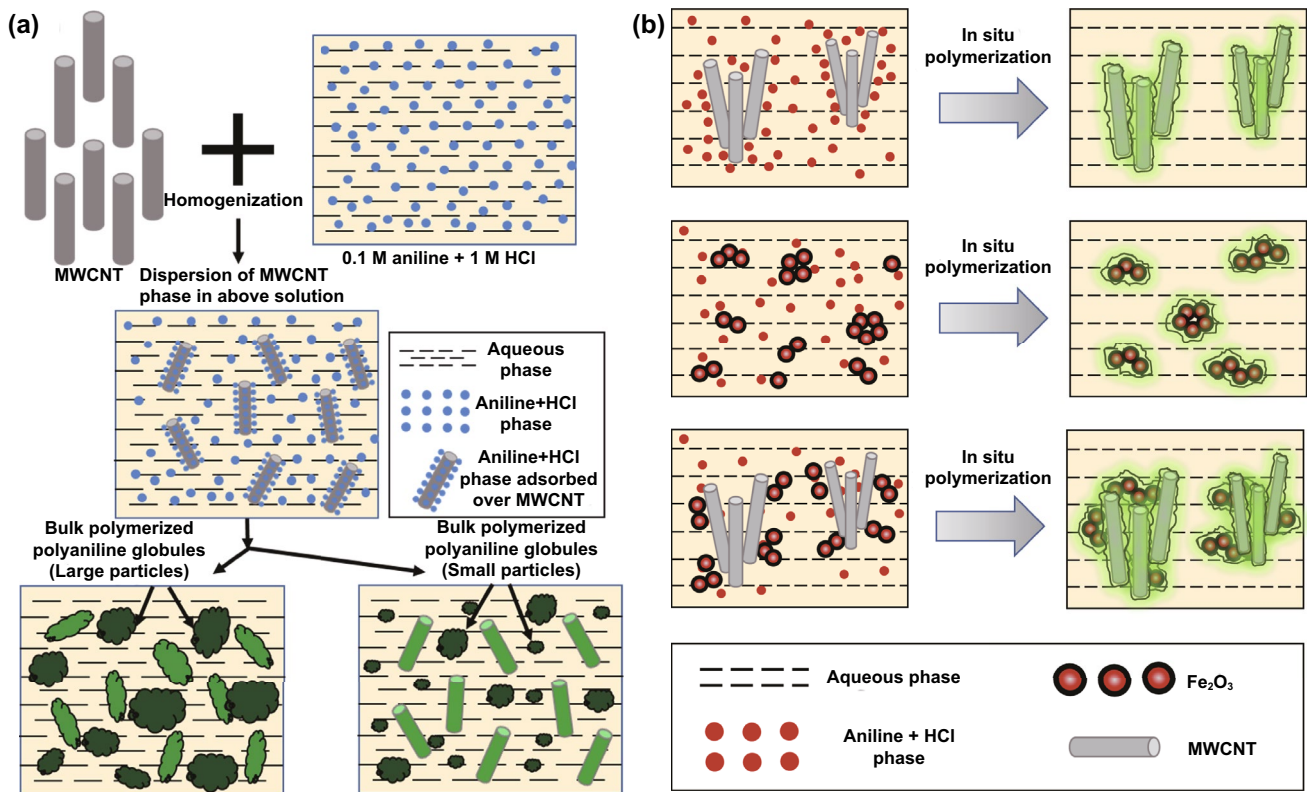 (a)
MWCNT
Homogenization
0.1 M aniline + 1 M HCl
Dispersion of MWCNT
phase in above solution
Aqueous
phase
Aniline+HCl
phase
Aniline+HCl
phase adsorbed
over MWCNT
Bulk polymerized
polyaniline globules
(Large particles)
Bulk polymerized
polyaniline globules
(Small particles)
(b)
In situ
polymerization
In situ
polymerization
In situ
polymerization
Aqueous phase
Fe₂O₃
Aniline + HCl
phase
MWCNT